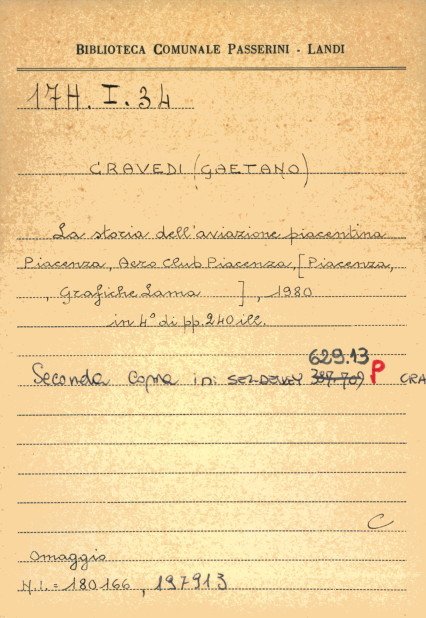 BIBLIOTECA COMUNALE PASSERINI - LANDI
17H. I. 34
CRAVEDI (GAETANO)
La storia dell'aviazione piacentina
Piacenza, Aero Club Piacenza, [Piacenza,
, Grafiche Lama ], 1980
in 4° di pp. 240 ill.
629.13
Seconda copia in: SEZ. DEWEY 387.709 P CRA
C
Omaggio
N.i. = 180166, 197913